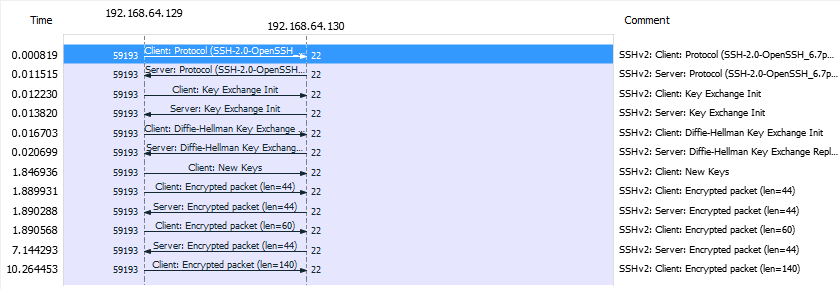 Time 192.168.64.129 192.168.64.130 Comment
0.000819 59193 Client: Protocol (SSH-2.0-OpenSSH_... 22 SSHv2: Client: Protocol (SSH-2.0-OpenSSH_6.7p...
0.011515 59193 Server: Protocol (SSH-2.0-OpenSSH... 22 SSHv2: Server: Protocol (SSH-2.0-OpenSSH_6.7p...
0.012230 59193 Client: Key Exchange Init 22 SSHv2: Client: Key Exchange Init
0.013820 59193 Server: Key Exchange Init 22 SSHv2: Server: Key Exchange Init
0.016703 59193 Client: Diffie-Hellman Key Exchange ... 22 SSHv2: Client: Diffie-Hellman Key Exchange Init
0.020699 59193 Server: Diffie-Hellman Key Exchang... 22 SSHv2: Server: Diffie-Hellman Key Exchange Repl...
1.846936 59193 Client: New Keys 22 SSHv2: Client: New Keys
1.889931 59193 Client: Encrypted packet (len=44) 22 SSHv2: Client: Encrypted packet (len=44)
1.890288 59193 Server: Encrypted packet (len=44) 22 SSHv2: Server: Encrypted packet (len=44)
1.890568 59193 Client: Encrypted packet (len=60) 22 SSHv2: Client: Encrypted packet (len=60)
7.144293 59193 Server: Encrypted packet (len=44) 22 SSHv2: Server: Encrypted packet (len=44)
10.264453 59193 Client: Encrypted packet (len=140) 22 SSHv2: Client: Encrypted packet (len=140)